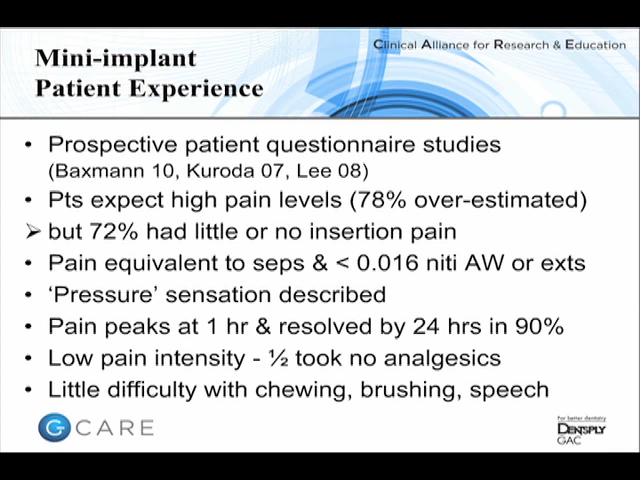 Clinical Alliance for Research & Education
Mini-implant
Patient Experience
• Prospective patient questionnaire studies
(Baxmann 10, Kuroda 07, Lee 08)
• Pts expect high pain levels (78% over-estimated)
➢ but 72% had little or no insertion pain
• Pain equivalent to seps & < 0.016 niti AW or exts
• ‘Pressure’ sensation described
• Pain peaks at 1 hr & resolved by 24 hrs in 90%
• Low pain intensity - ½ took no analgesics
• Little difficulty with chewing, brushing, speech
G CARE
For better dentistry
DENTSPLY
GAC